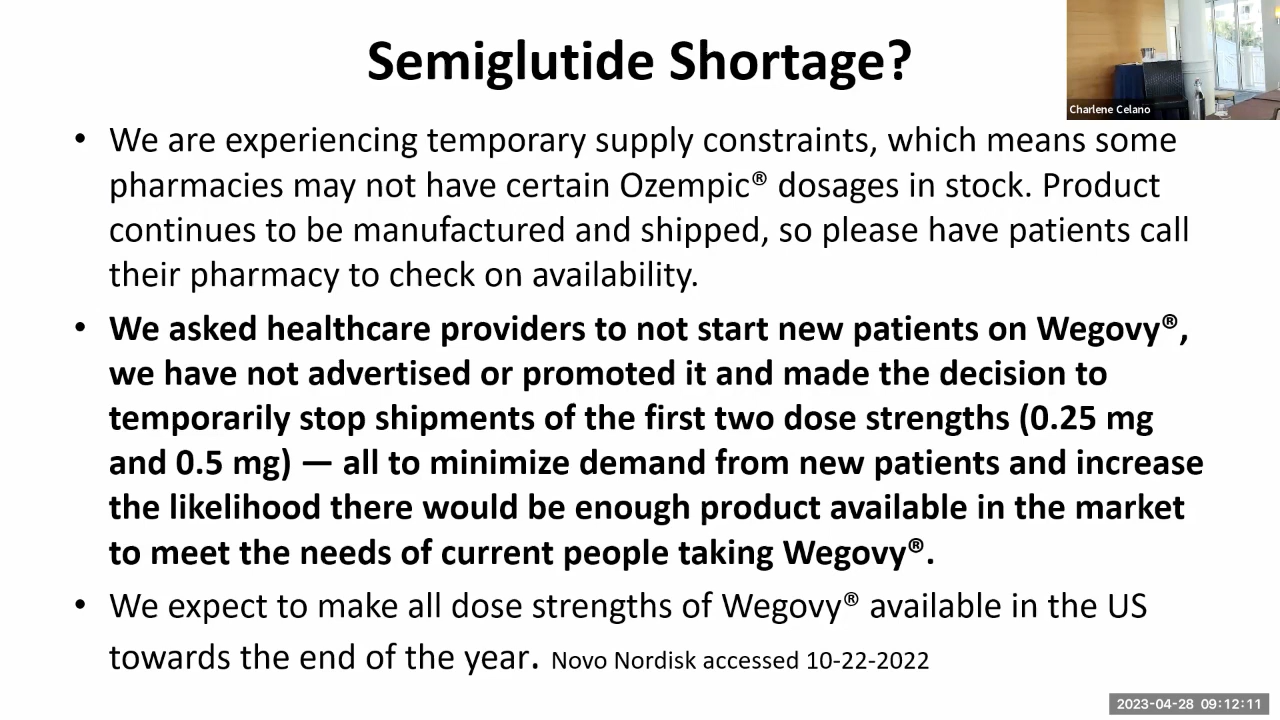 Semiglutide Shortage?
Charlene Celano
• We are experiencing temporary supply constraints, which means some
pharmacies may not have certain Ozempic® dosages in stock. Product
continues to be manufactured and shipped, so please have patients call
their pharmacy to check on availability.
• We asked healthcare providers to not start new patients on Wegovy®,
we have not advertised or promoted it and made the decision to
temporarily stop shipments of the first two dose strengths (0.25 mg
and 0.5 mg) — all to minimize demand from new patients and increase
the likelihood there would be enough product available in the market
to meet the needs of current people taking Wegovy®.
• We expect to make all dose strengths of Wegovy® available in the US
towards the end of the year. Novo Nordisk accessed 10-22-2022
2023-04-28 09:12:11